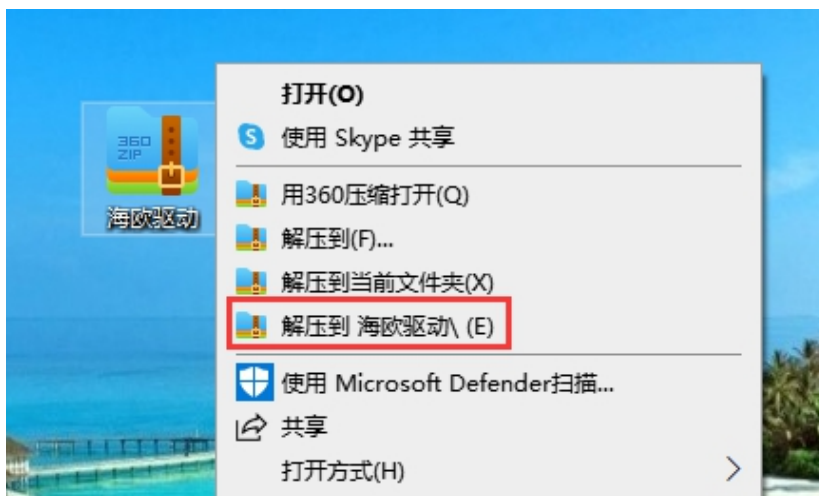 360
ZIP
海欧驱动
打开(O)
使用 Skype 共享
用360压缩打开(Q)
解压到(F)...
解压到当前文件夹(X)
解压到 海欧驱动\ (E)
使用 Microsoft Defender扫描...
共享
打开方式(H)